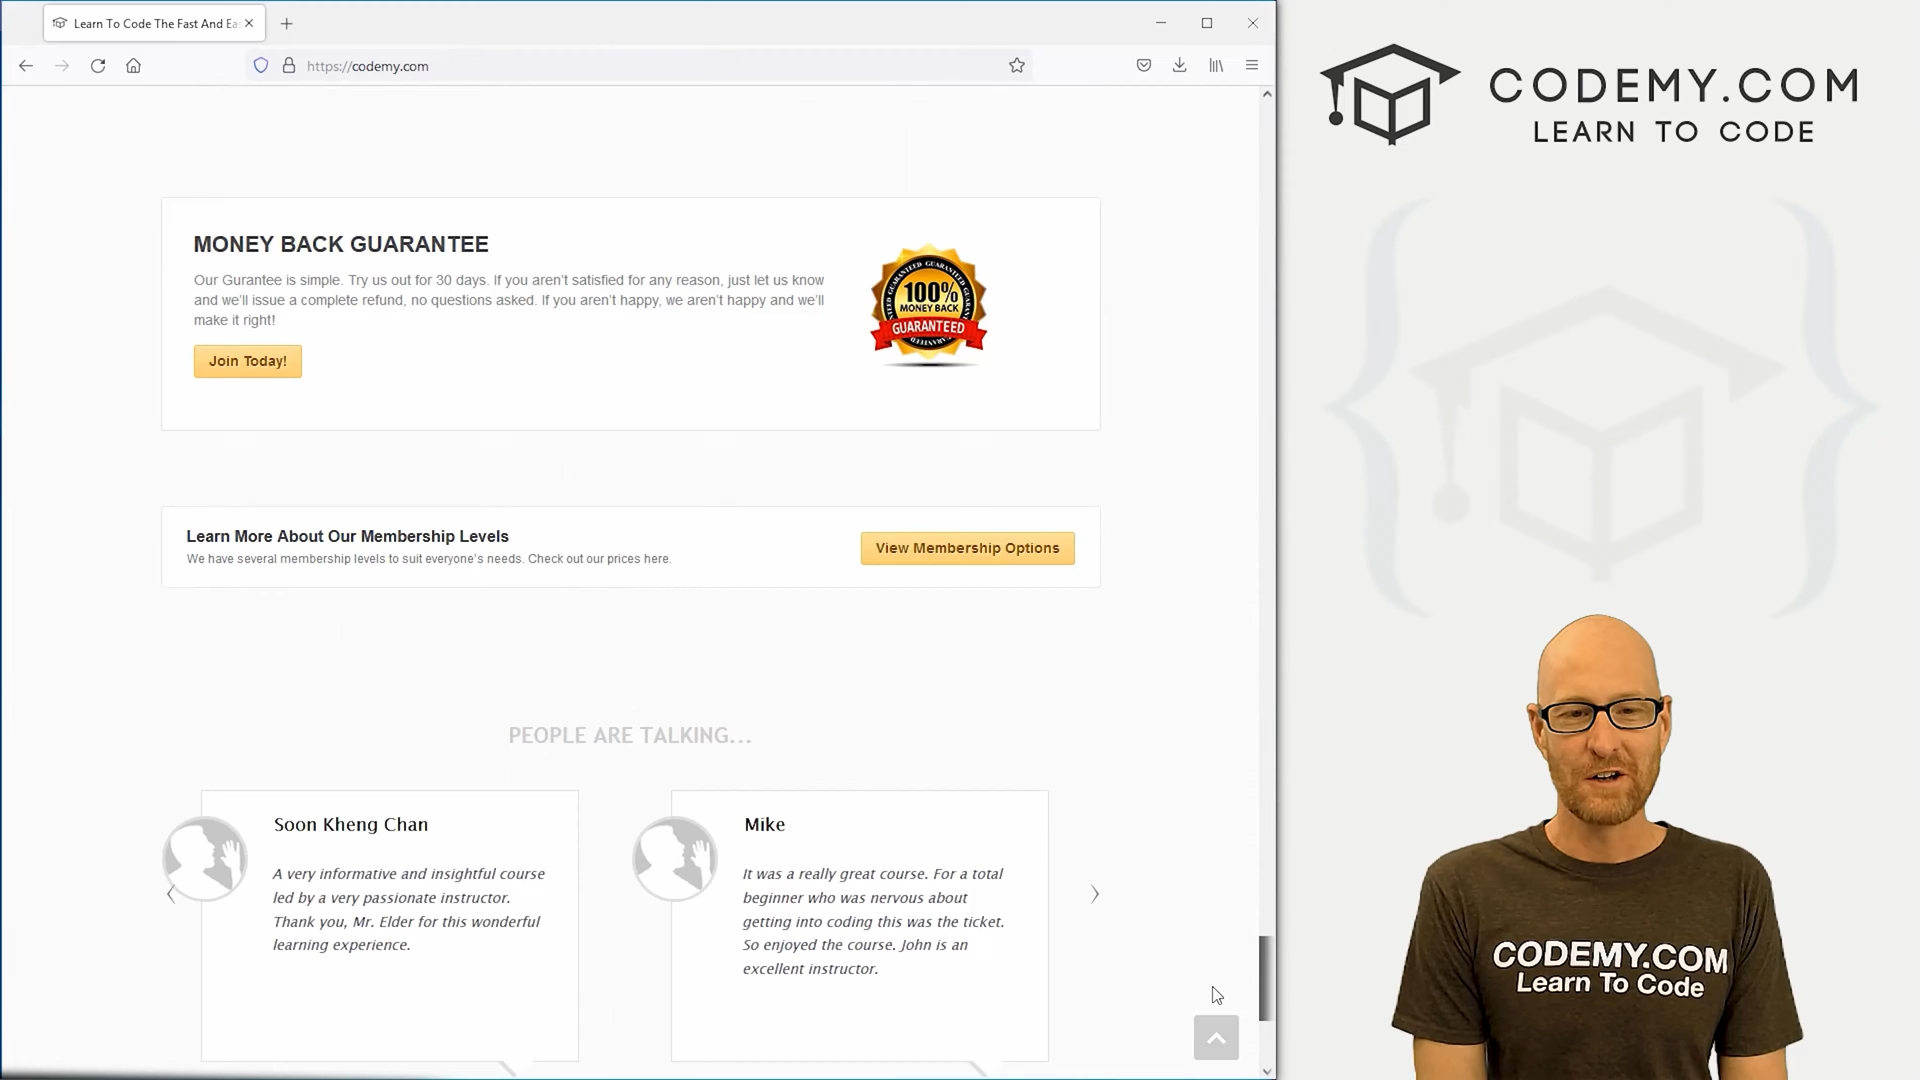 Learn To Code The Fast And Ea
https://codemy.com
CODEMY.COM
LEARN TO CODE
MONEY BACK GUARANTEE
Our Gurantee is simple. Try us out for 30 days. If you aren't satisfied for any reason, just let us know
and we'll issue a complete refund, no questions asked. If you aren't happy, we aren't happy and we'll
make it right!
Join Today!
GUARANTEED GUARANTEED
100%
MONEY BACK
GUARANTEED
Learn More About Our Membership Levels
We have several membership levels to suit everyone's needs. Check out our prices here.
View Membership Options
PEOPLE ARE TALKING...
Soon Kheng Chan
A very informative and insightful course
led by a very passionate instructor.
Thank you, Mr. Elder for this wonderful
learning experience.
Mike
It was a really great course. For a total
beginner who was nervous about
getting into coding this was the ticket.
So enjoyed the course. John is an
excellent instructor.
CODEMY.COM
Learn To Code